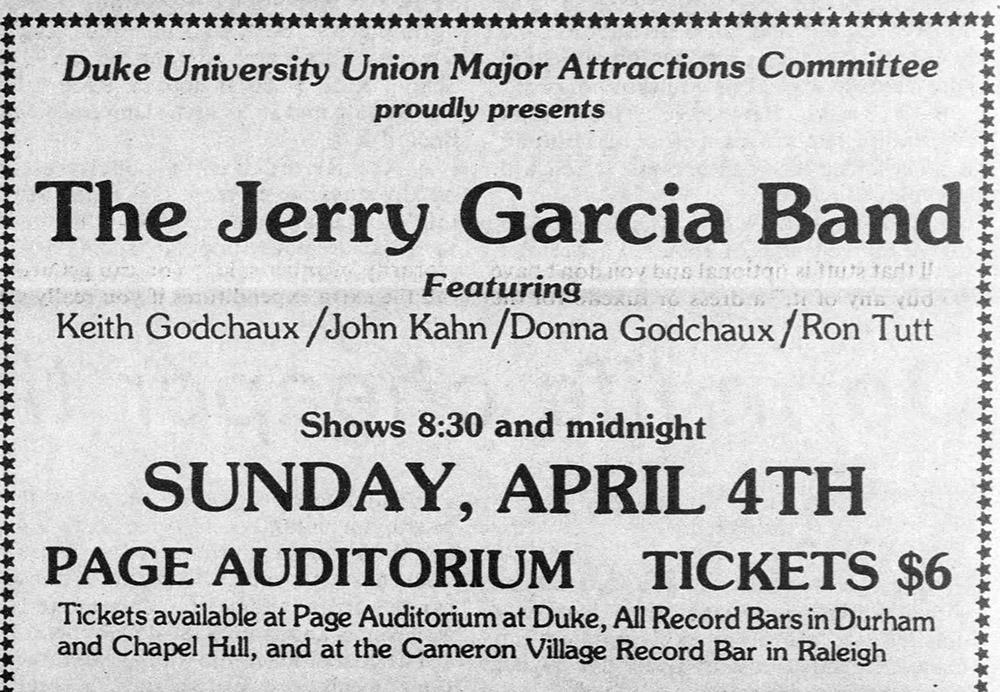 Duke University Union Major Attractions Committee
proudly presents
The Jerry Garcia Band
Featuring
Keith Godchaux/John Kahn/Donna Godchaux/Ron Tutt
Shows 8:30 and midnight
SUNDAY, APRIL 4TH
PAGE AUDITORIUM TICKETS $6
Tickets available at Page Auditorium at Duke, All Record Bars in Durham
and Chapel Hill, and at the Cameron Village Record Bar in Raleigh